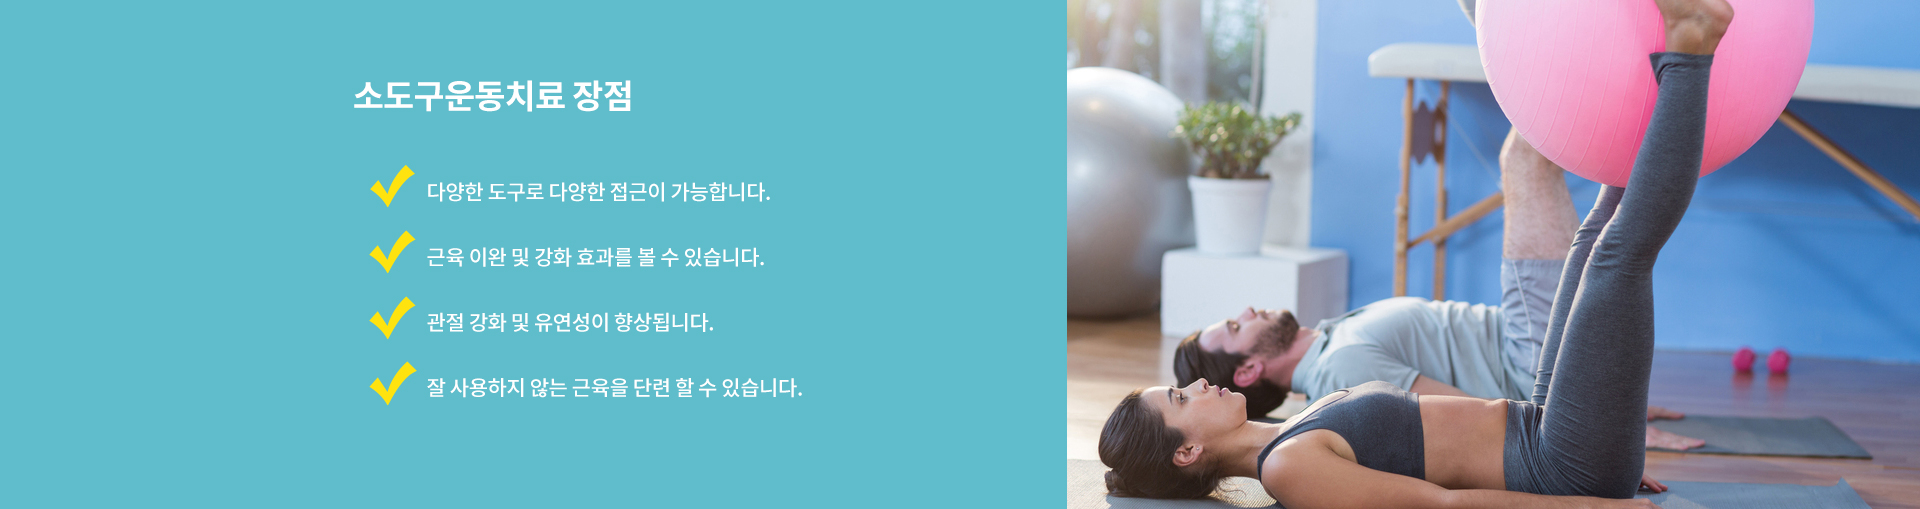 소도구운동치료 장점
다양한 도구로 다양한 접근이 가능합니다.
근육 이완 및 강화 효과를 볼 수 있습니다.
관절 강화 및 유연성이 향상됩니다.
잘 사용하지 않는 근육을 단련 할 수 있습니다.